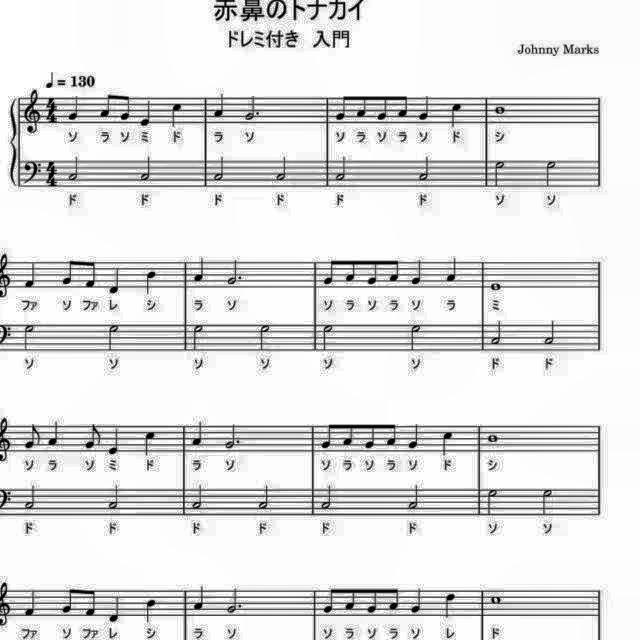 赤鼻のトナカイ
ドレミ付き 入門
Johnny Marks
= 130
ソ ラ ソ ミ ド ラ ソ ソ ラ ソ ラ ソ ド シ
ド ド ド ド ド ド ソ ソ
ファ ソ ファ レ シ ラ ソ ソ ラ ソ ラ ソ ラ ミ
ソ ソ ソ ソ ソ ソ ド ド
ソ ラ ソ ミ ド ラ ソ ソ ラ ソ ラ ソ ド シ
ド ド ド ド ド ド ソ ソ
ファ ソ ファ レ シ ラ ソ ソ ラ ソ ラ ソ レ ド